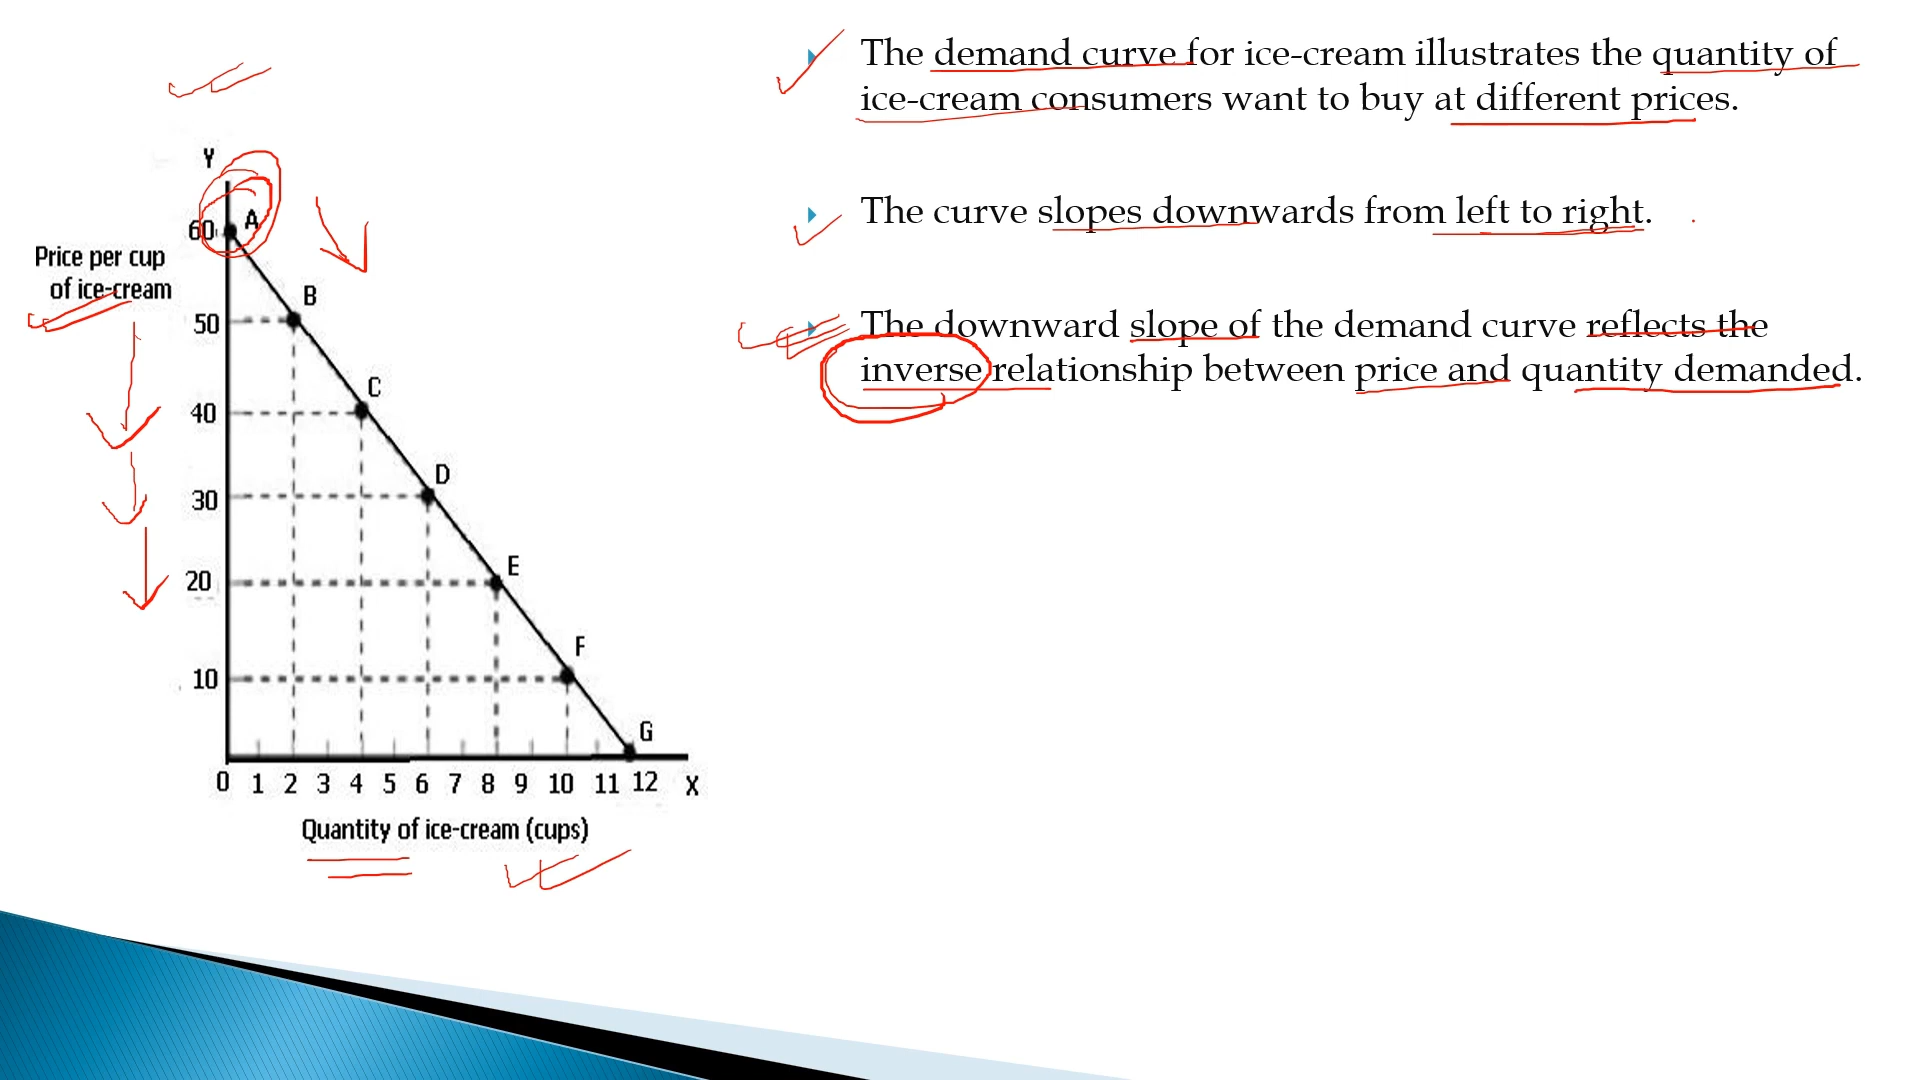 The demand curve for ice-cream illustrates the quantity of
ice-cream consumers want to buy at different prices.
The curve slopes downwards from left to right.
The downward slope of the demand curve reflects the
inverse relationship between price and quantity demanded.
Y
60 A
Price per cup
of ice-cream
B
50
C
40
D
30
E
20
F
10
G
0 1 2 3 4 5 6 7 8 9 10 11 12 X
Quantity of ice-cream (cups)